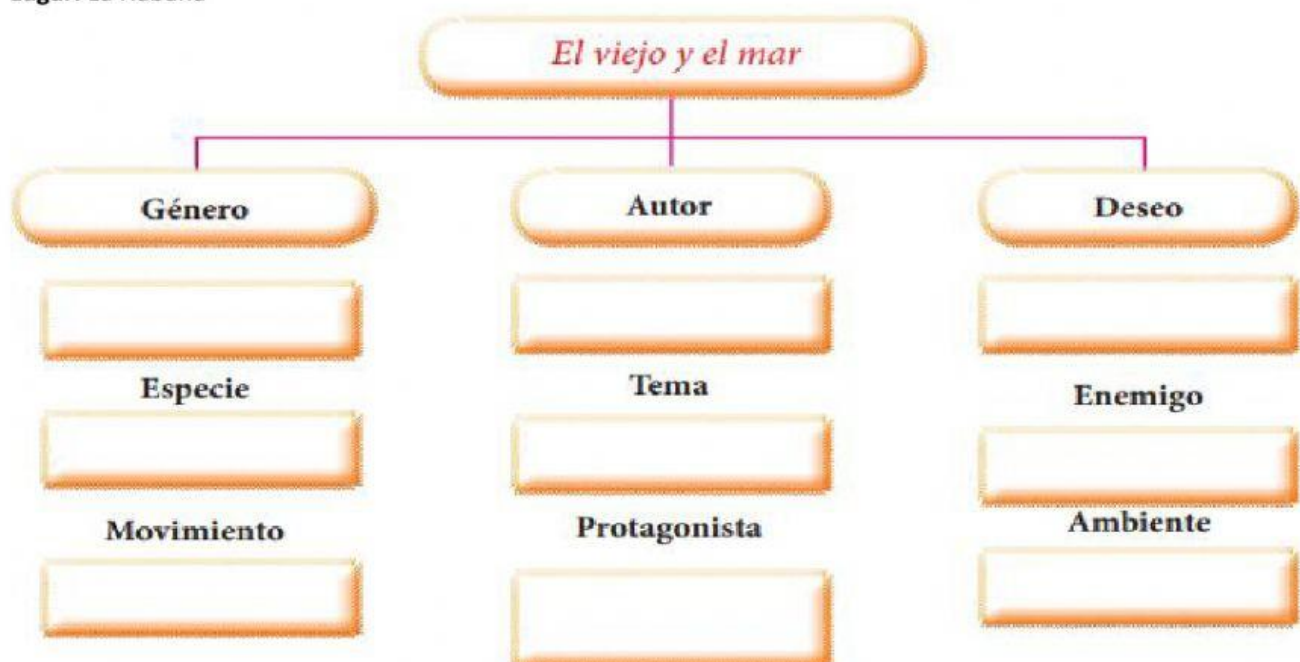 El viejo y el mar
Género
Autor
Deseo
Especie
Tema
Enemigo
Movimiento
Protagonista
Ambiente